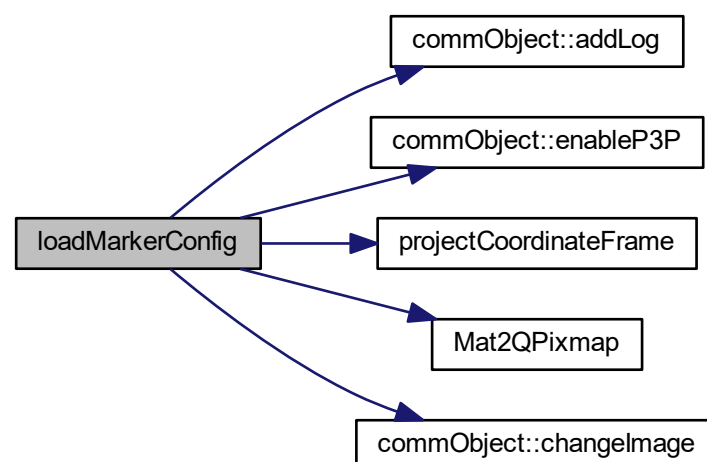 commObject::addLog
commObject::enableP3P
loadMarkerConfig
projectCoordinateFrame
Mat2QPixmap
commObject::changeImage